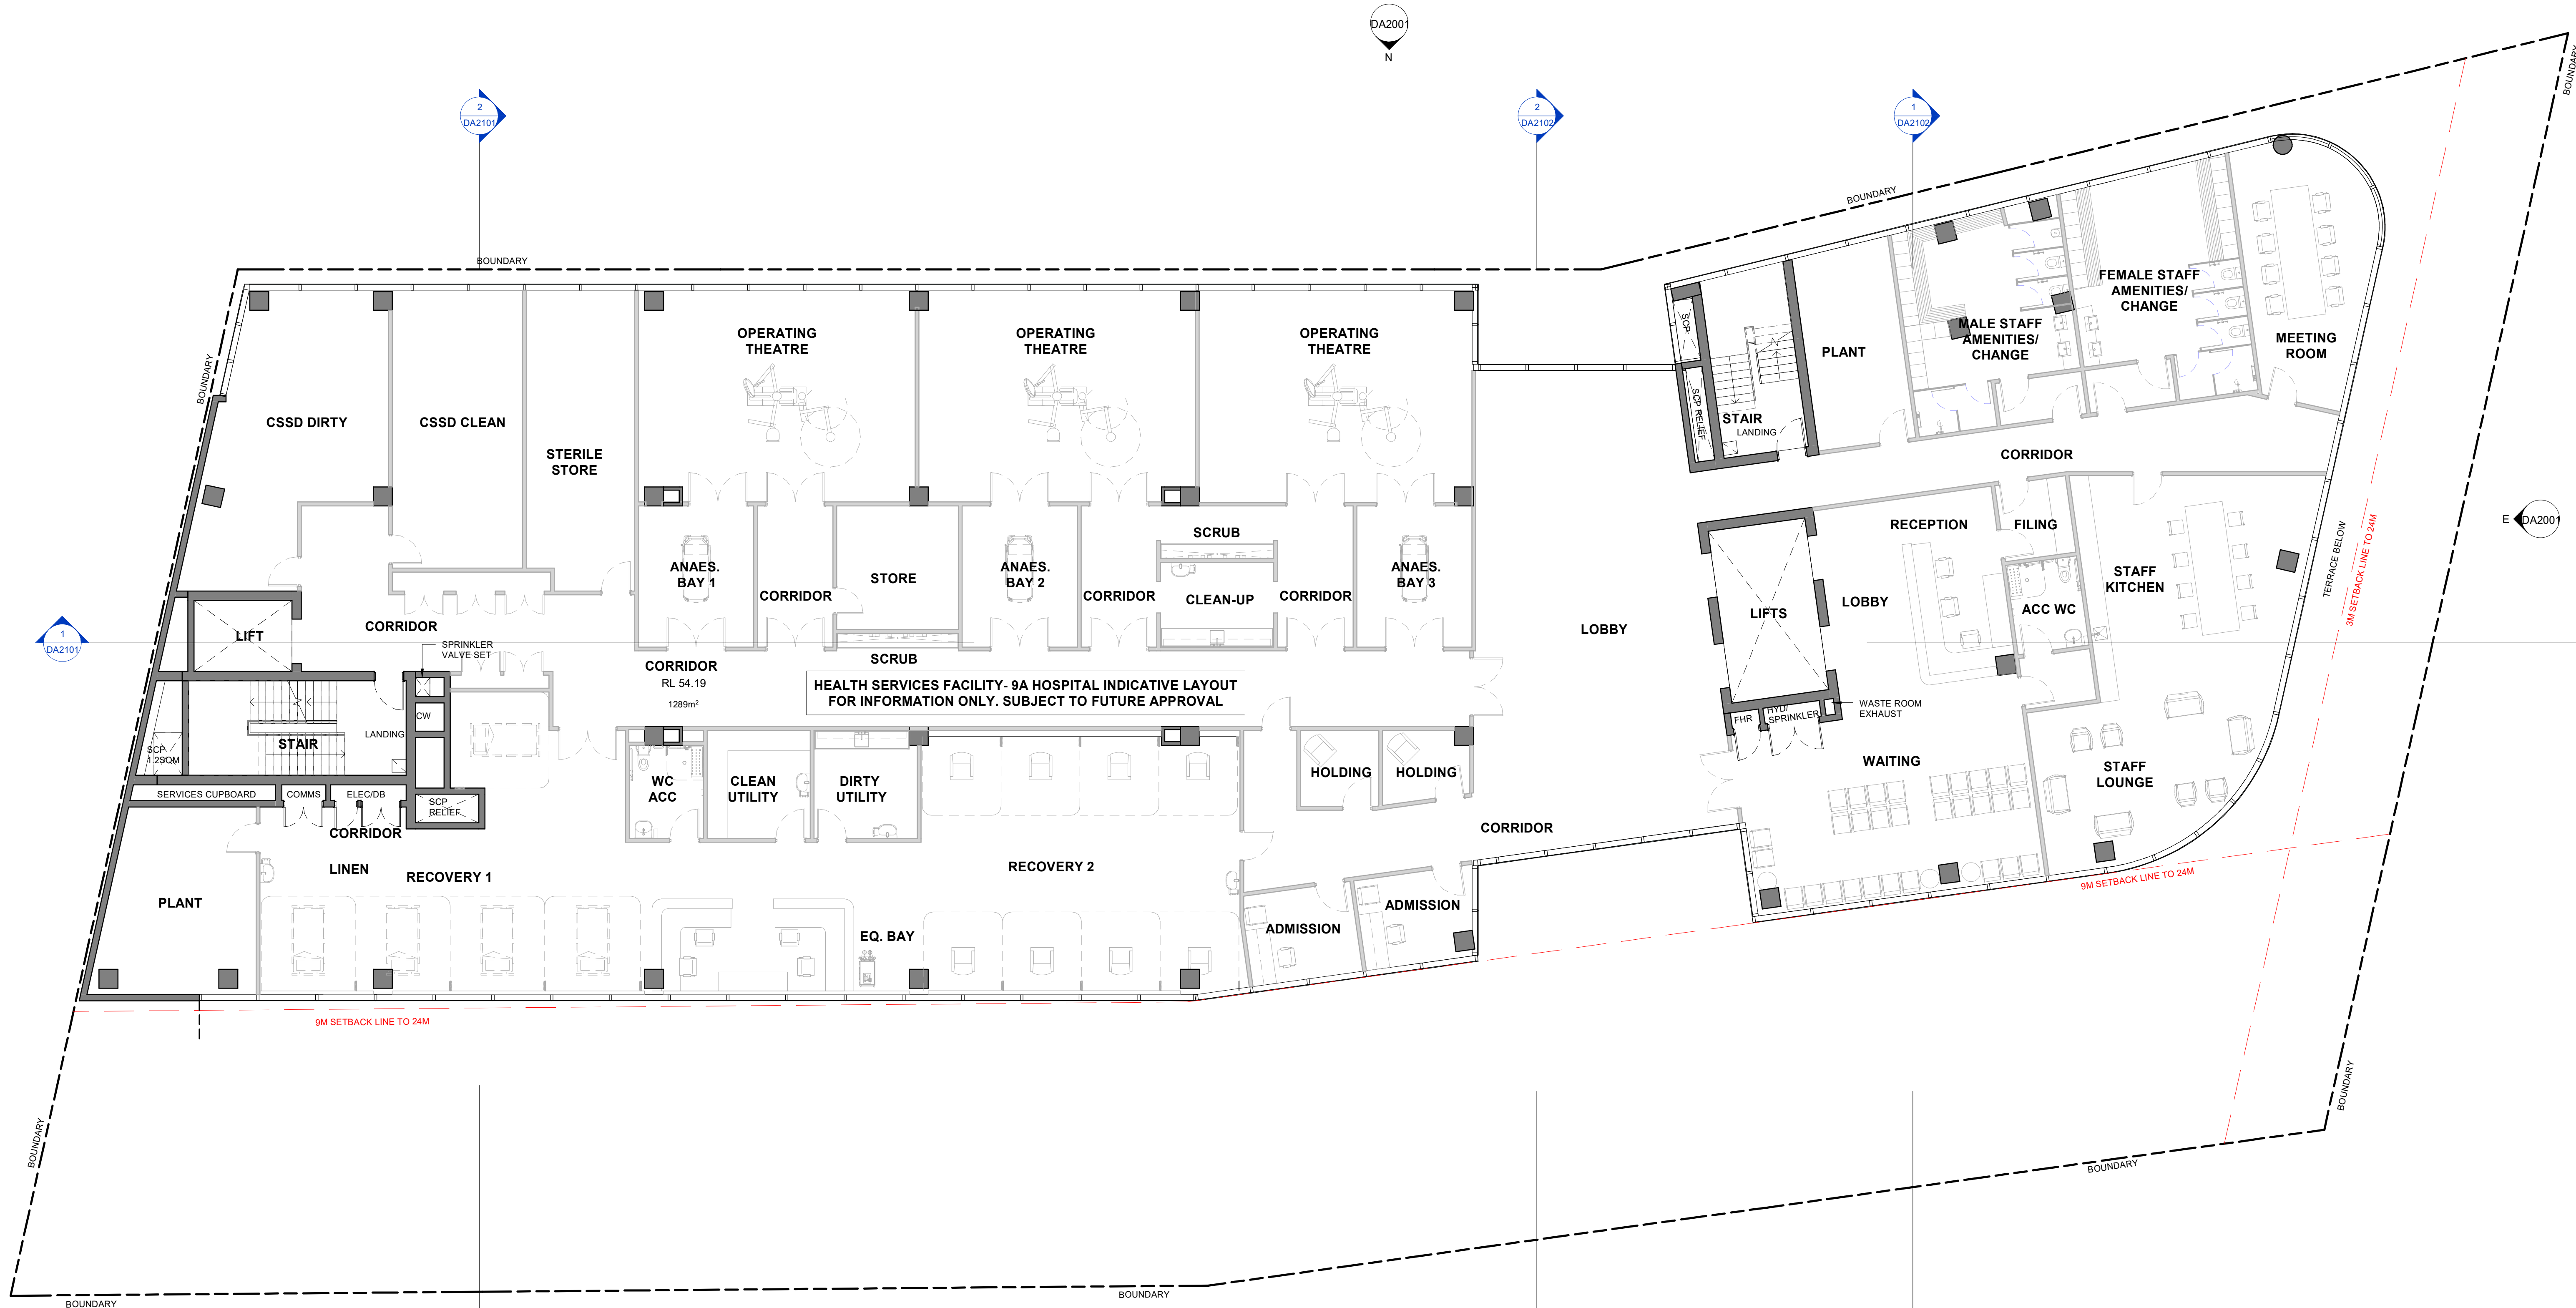 DA2001
N
2
DA2101
2
DA2102
1
DA2102
BOUNDARY
BOUNDARY
BOUNDARY
BOUNDARY
OPERATING
THEATRE
OPERATING
THEATRE
OPERATING
THEATRE
CSSD DIRTY
CSSD CLEAN
STERILE
STORE
SCP
SCP RELIEF
STAIR
LANDING
PLANT
MALE STAFF
AMENITIES/
CHANGE
FEMALE STAFF
AMENITIES/
CHANGE
MEETING
ROOM
CORRIDOR
E
DA2001
3M SETBACK LINE TO 24M
TERRACE BELOW
ANAES.
BAY 1
CORRIDOR
STORE
ANAES.
BAY 2
CORRIDOR
SCRUB
CLEAN-UP
CORRIDOR
ANAES.
BAY 3
LOBBY
LIFTS
LOBBY
RECEPTION
FILING
ACC WC
STAFF
KITCHEN
1
DA2101
LIFT
CORRIDOR
SPRINKLER
VALVE SET
CORRIDOR
RL 54.19
1289m²
SCRUB
HEALTH SERVICES FACILITY- 9A HOSPITAL INDICATIVE LAYOUT
FOR INFORMATION ONLY. SUBJECT TO FUTURE APPROVAL
CW
STAIR
LANDING
SCP
1.2SQM
SERVICES CUPBOARD
COMMS
ELEC/DB
SCP
RELIEF
CORRIDOR
LINEN
RECOVERY 1
PLANT
WC
ACC
CLEAN
UTILITY
DIRTY
UTILITY
RECOVERY 2
EQ. BAY
HOLDING
HOLDING
CORRIDOR
ADMISSION
ADMISSION
FHR
HYD/
SPRINKLER
WASTE ROOM
EXHAUST
WAITING
STAFF
LOUNGE
9M SETBACK LINE TO 24M
9M SETBACK LINE TO 24M
BOUNDARY
BOUNDARY
BOUNDARY
BOUNDARY
BOUNDARY